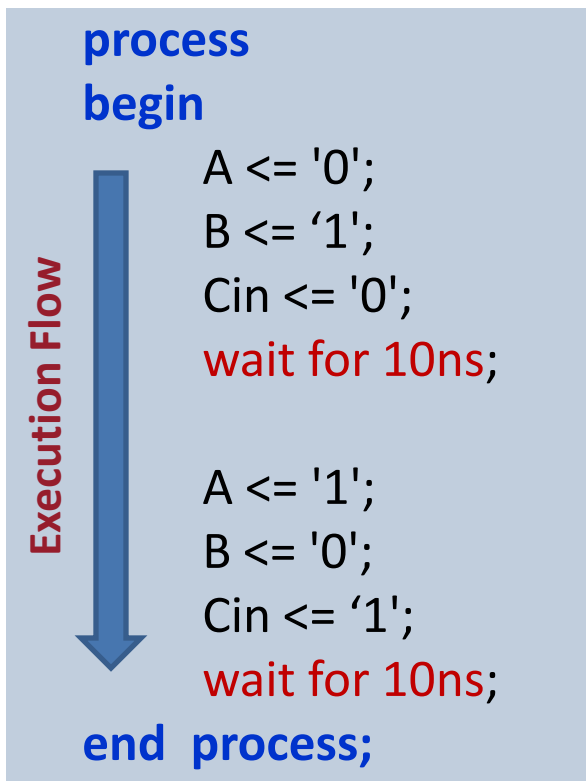 process
begin
A <= '0';
B <= ‘1';
Cin <= '0';
wait for 10ns;
Execution Flow
A <= '1';
B <= '0';
Cin <= ‘1';
wait for 10ns;
end process;